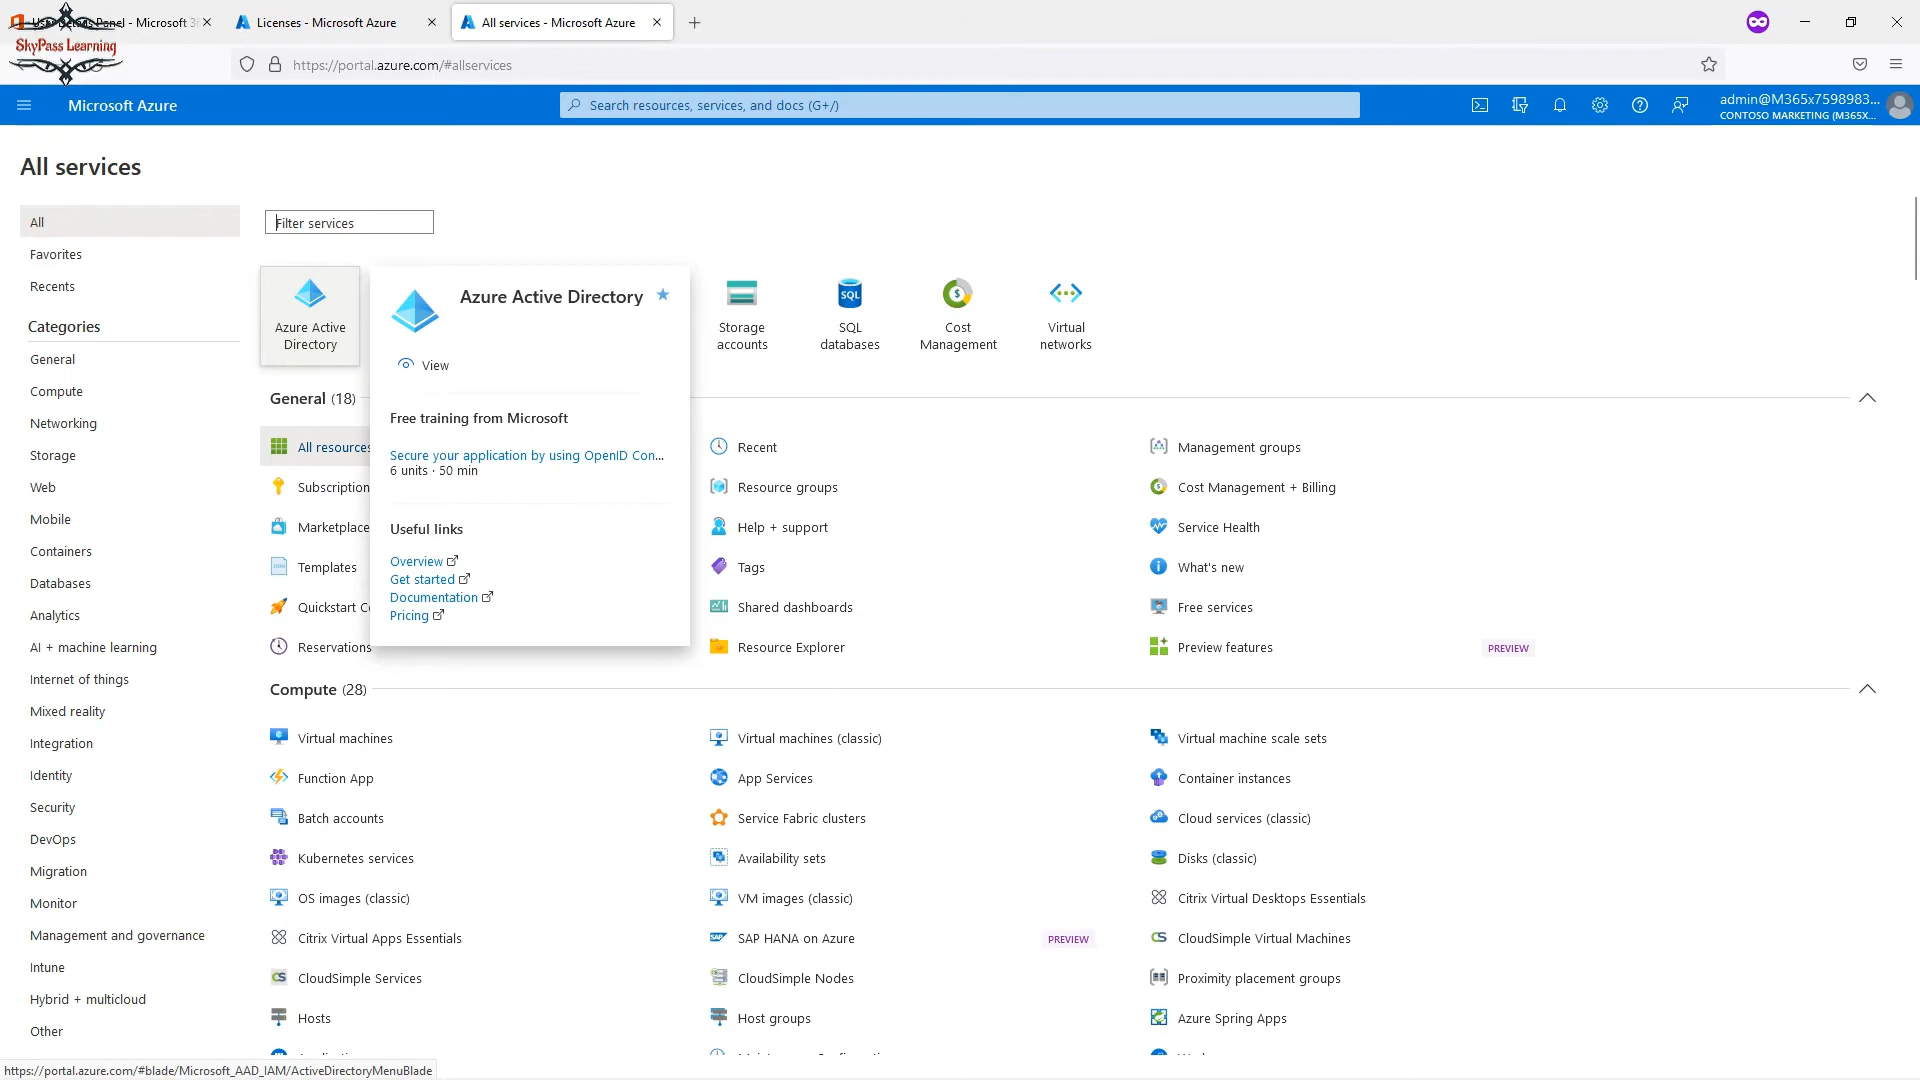 Panel - Microsoft 36
Licenses - Microsoft Azure
All services - Microsoft Azure
SkyPass Learning
https://portal.azure.com/#allservices
Microsoft Azure
Search resources, services, and docs (G+/)
admin@M365x7598983...
CONTOSO MARKETING (M365X...
All services
All
Favorites
Recents
Categories
General
Compute
Networking
Storage
Web
Mobile
Containers
Databases
Analytics
AI + machine learning
Internet of things
Mixed reality
Integration
Identity
Security
DevOps
Migration
Monitor
Management and governance
Intune
Hybrid + multicloud
Other
Filter services
Azure Active
Directory
Azure Active Directory
View
Free training from Microsoft
Secure your application by using OpenID Con...
6 units · 50 min
Useful links
Overview
Get started
Documentation
Pricing
Storage
accounts
SQL
SQL
databases
Cost
Management
Virtual
networks
General (18)
All resources
Recent
Management groups
Subscription
Resource groups
Cost Management + Billing
Marketplace
Help + support
Service Health
Templates
Tags
What's new
Quickstart C
Shared dashboards
Free services
Reservations
Resource Explorer
Preview features
PREVIEW
Compute (28)
Virtual machines
Virtual machines (classic)
Virtual machine scale sets
Function App
App Services
Container instances
Batch accounts
Service Fabric clusters
Cloud services (classic)
Kubernetes services
Availability sets
Disks (classic)
OS images (classic)
VM images (classic)
Citrix Virtual Desktops Essentials
Citrix Virtual Apps Essentials
SAP HANA on Azure
PREVIEW
CS CloudSimple Virtual Machines
CS CloudSimple Services
CloudSimple Nodes
Proximity placement groups
Hosts
Host groups
Azure Spring Apps
https://portal.azure.com/#blade/Microsoft_AAD_IAM/ActiveDirectoryMenuBlade